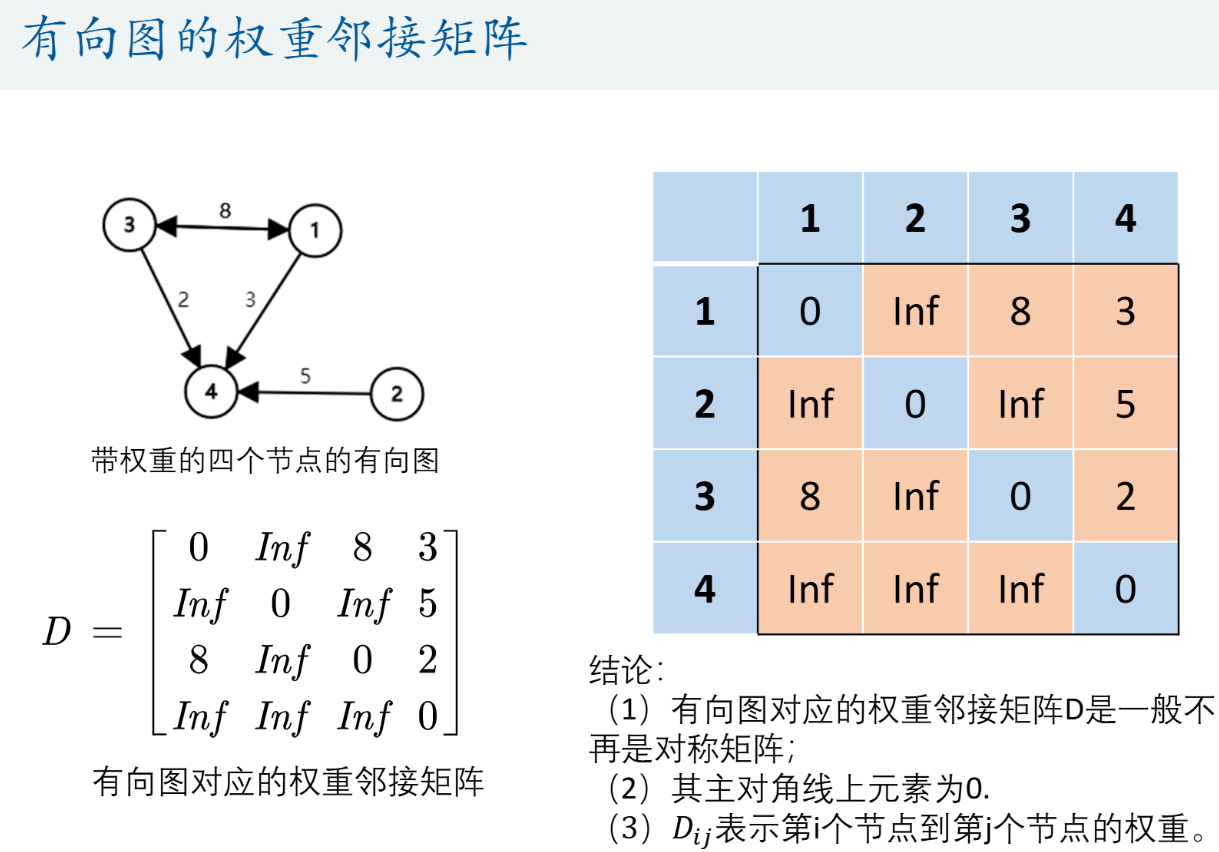 有向图的权重邻接矩阵
3 8 1
2 3
4 5 2
带权重的四个节点的有向图
D = [ 0 Inf 8 3
Inf 0 Inf 5
8 Inf 0 2
Inf Inf Inf 0 ]
有向图对应的权重邻接矩阵
1 2 3 4
1 0 Inf 8 3
2 Inf 0 Inf 5
3 8 Inf 0 2
4 Inf Inf Inf 0
结论：
（1）有向图对应的权重邻接矩阵D是一般不
再是对称矩阵；
（2）其主对角线上元素为0.
（3）D_{ij}表示第i个节点到第j个节点的权重。